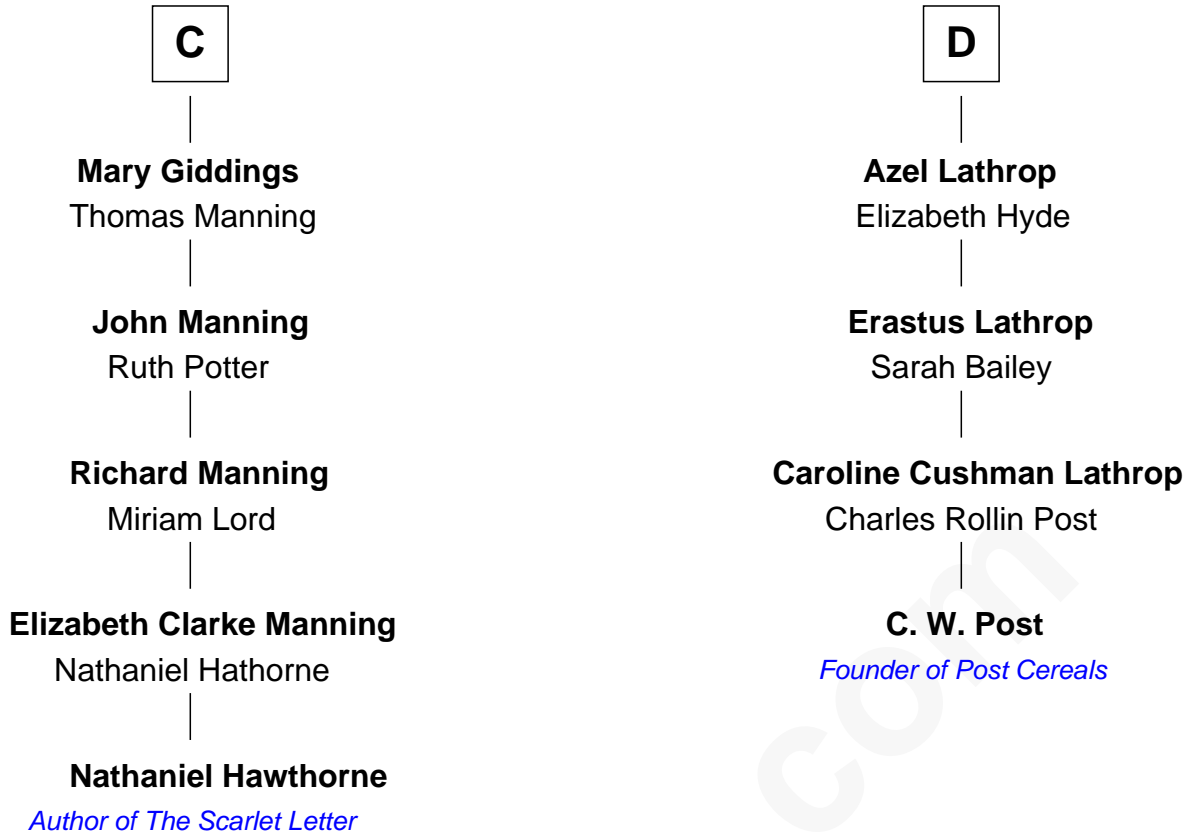 C
Mary Giddings
Thomas Manning
John Manning
Ruth Potter
Richard Manning
Miriam Lord
Elizabeth Clarke Manning
Nathaniel Hathorne
Nathaniel Hawthorne
Author of The Scarlet Letter
D
Azel Lathrop
Elizabeth Hyde
Erastus Lathrop
Sarah Bailey
Caroline Cushman Lathrop
Charles Rollin Post
C. W. Post
Founder of Post Cereals
com